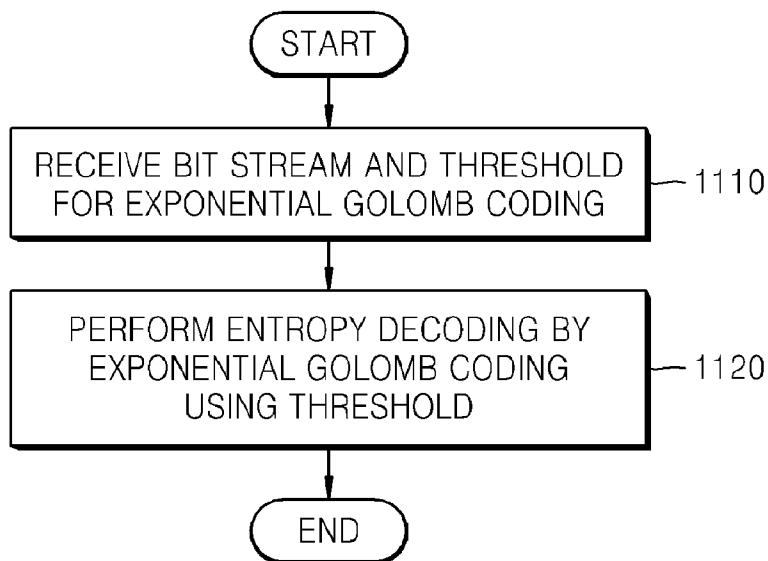 START
RECEIVE BIT STREAM AND THRESHOLD
FOR EXPONENTIAL GOLOMB CODING
1110
PERFORM ENTROPY DECODING BY
EXPONENTIAL GOLOMB CODING
USING THRESHOLD
1120
END